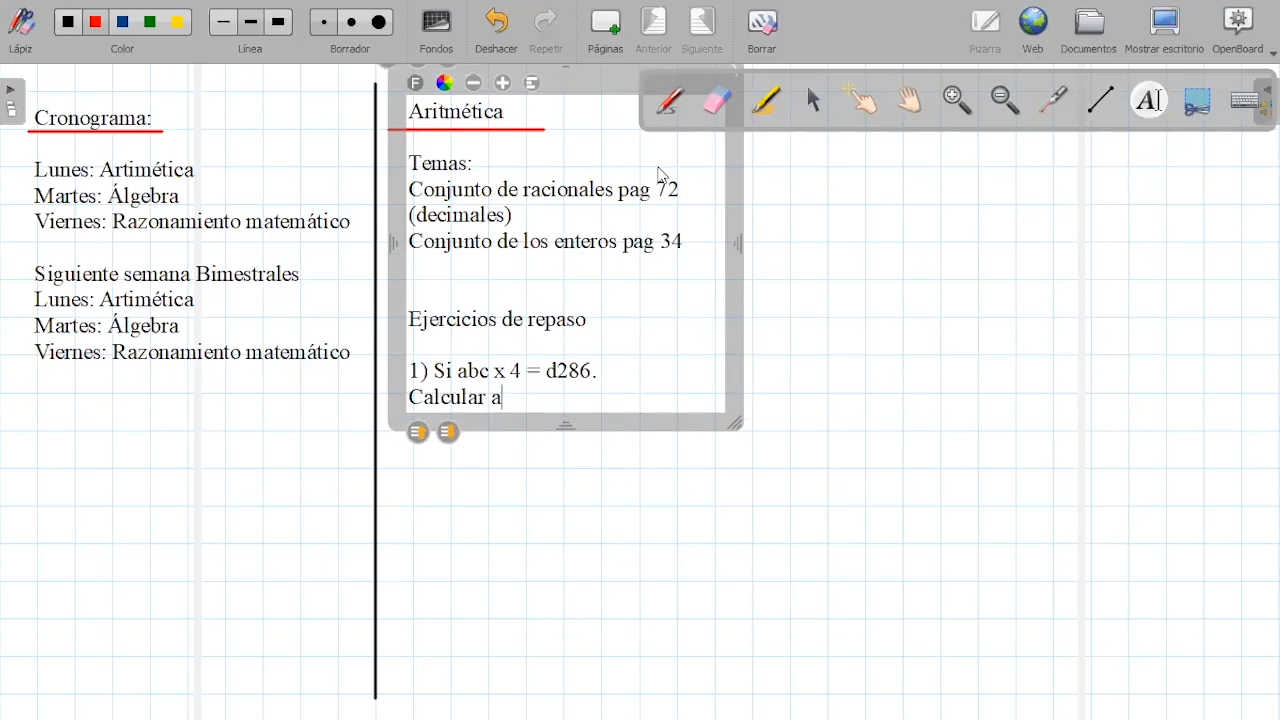 Lápiz
Color
Línea
Borrador
Fondos
Deshacer
Repetir
Páginas
Anterior
Siguiente
Borrar
Pizarra
Web
Documentos
Mostrar escritorio
OpenBoard
Cronograma:
Lunes: Artimética
Martes: Álgebra
Viernes: Razonamiento matemático
Siguiente semana Bimestrales
Lunes: Artimética
Martes: Álgebra
Viernes: Razonamiento matemático
F
Aritmética
Temas:
Conjunto de racionales pag 72
(decimales)
Conjunto de los enteros pag 34
Ejercicios de repaso
1) Si abc x 4 = d286.
Calcular a
A